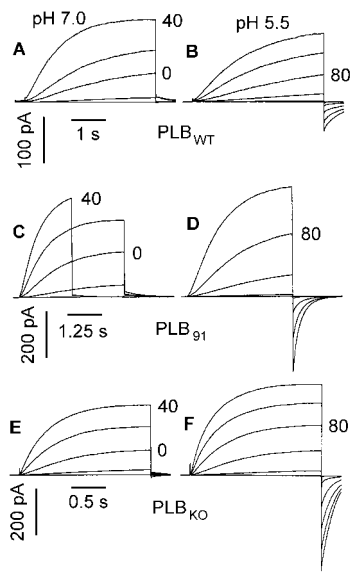 pH 7.0 pH 5.5
A 40 B
0 80
100 pA
1 s PLBWT
C 40 D
0 80
200 pA
1.25 s PLB91
E 40 F
0 80
200 pA
0.5 s PLBKO